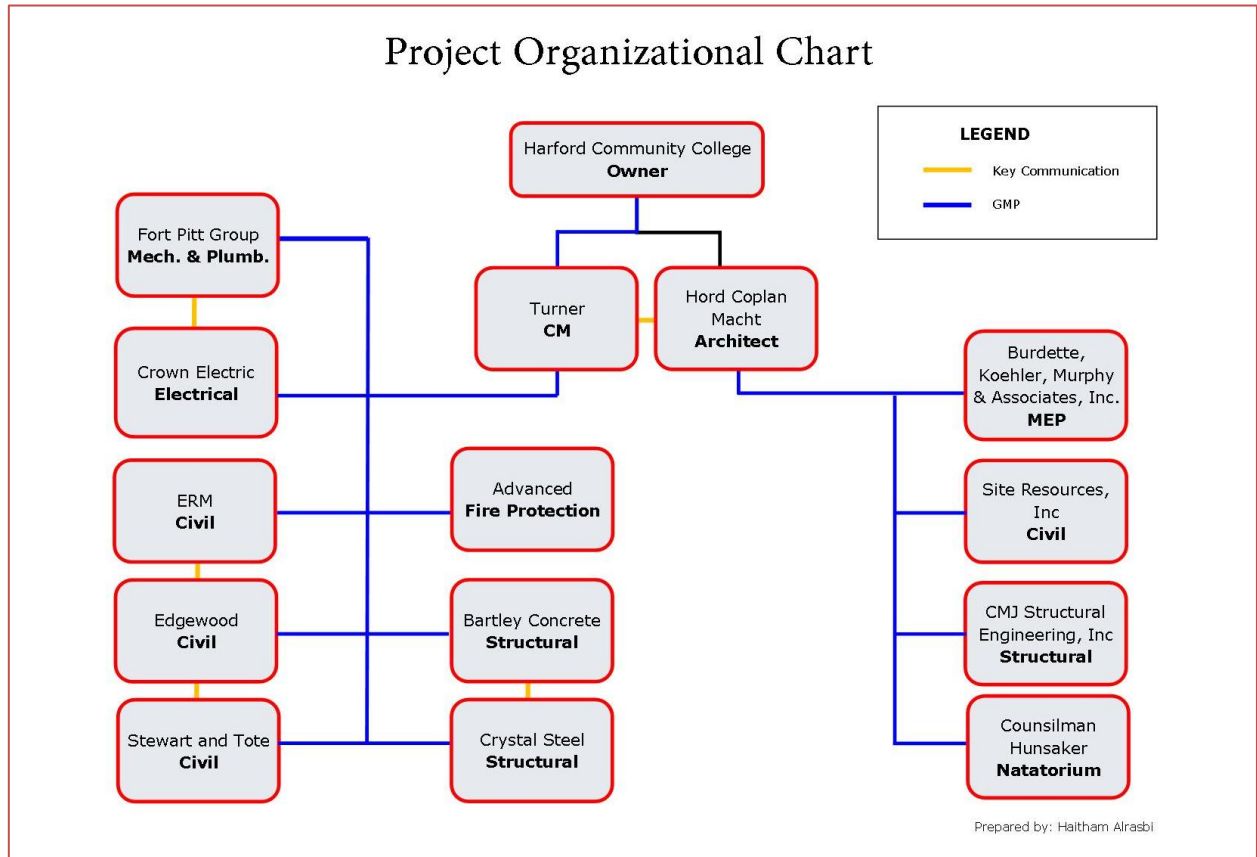 Project Organizational Chart
Harford Community College
Owner
LEGEND
Key Communication
GMP
Fort Pitt Group
Mech. & Plumb.
Turner
CM
Hord Coplan
Macht
Architect
Crown Electric
Electrical
Burdette,
Koehler, Murphy
& Associates, Inc.
MEP
ERM
Civil
Advanced
Fire Protection
Site Resources,
Inc
Civil
Edgewood
Civil
Bartley Concrete
Structural
CMJ Structural
Engineering, Inc
Structural
Stewart and Tote
Civil
Crystal Steel
Structural
Counsilman
Hunsaker
Natatorium
Prepared by: Haitham Alrasbi